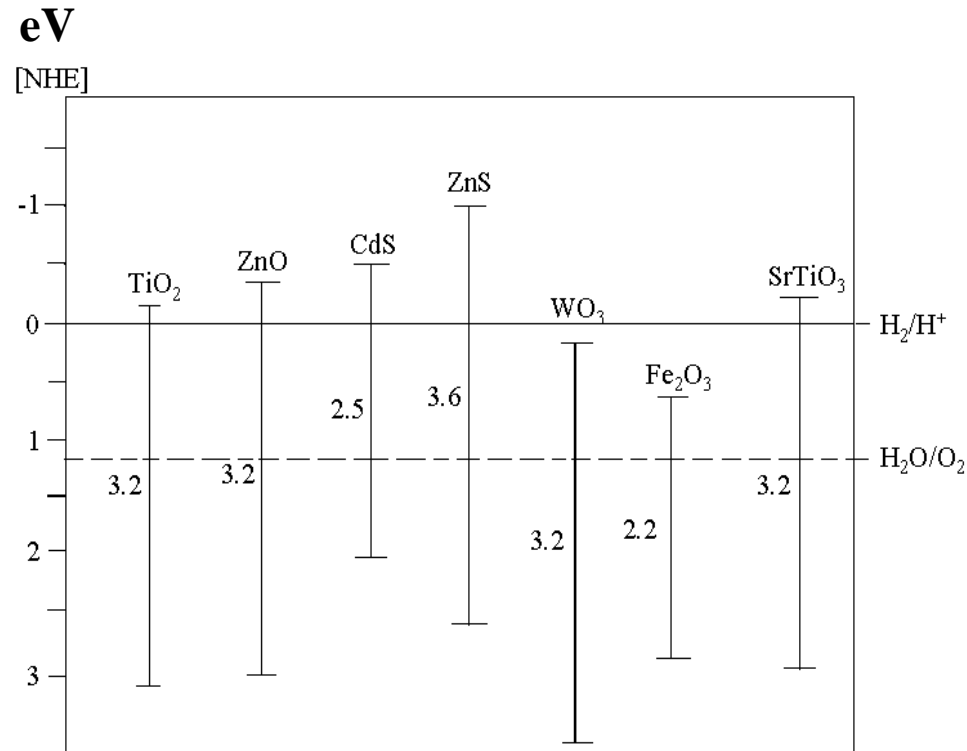 eV
[NHE]
ZnS
-1
CdS
ZnO
TiO₂
SrTiO₃
WO₃
0
H₂/H⁺
Fe₂O₃
2.5
3.6
1
H₂O/O₂
3.2
3.2
3.2
2
3.2
2.2
3